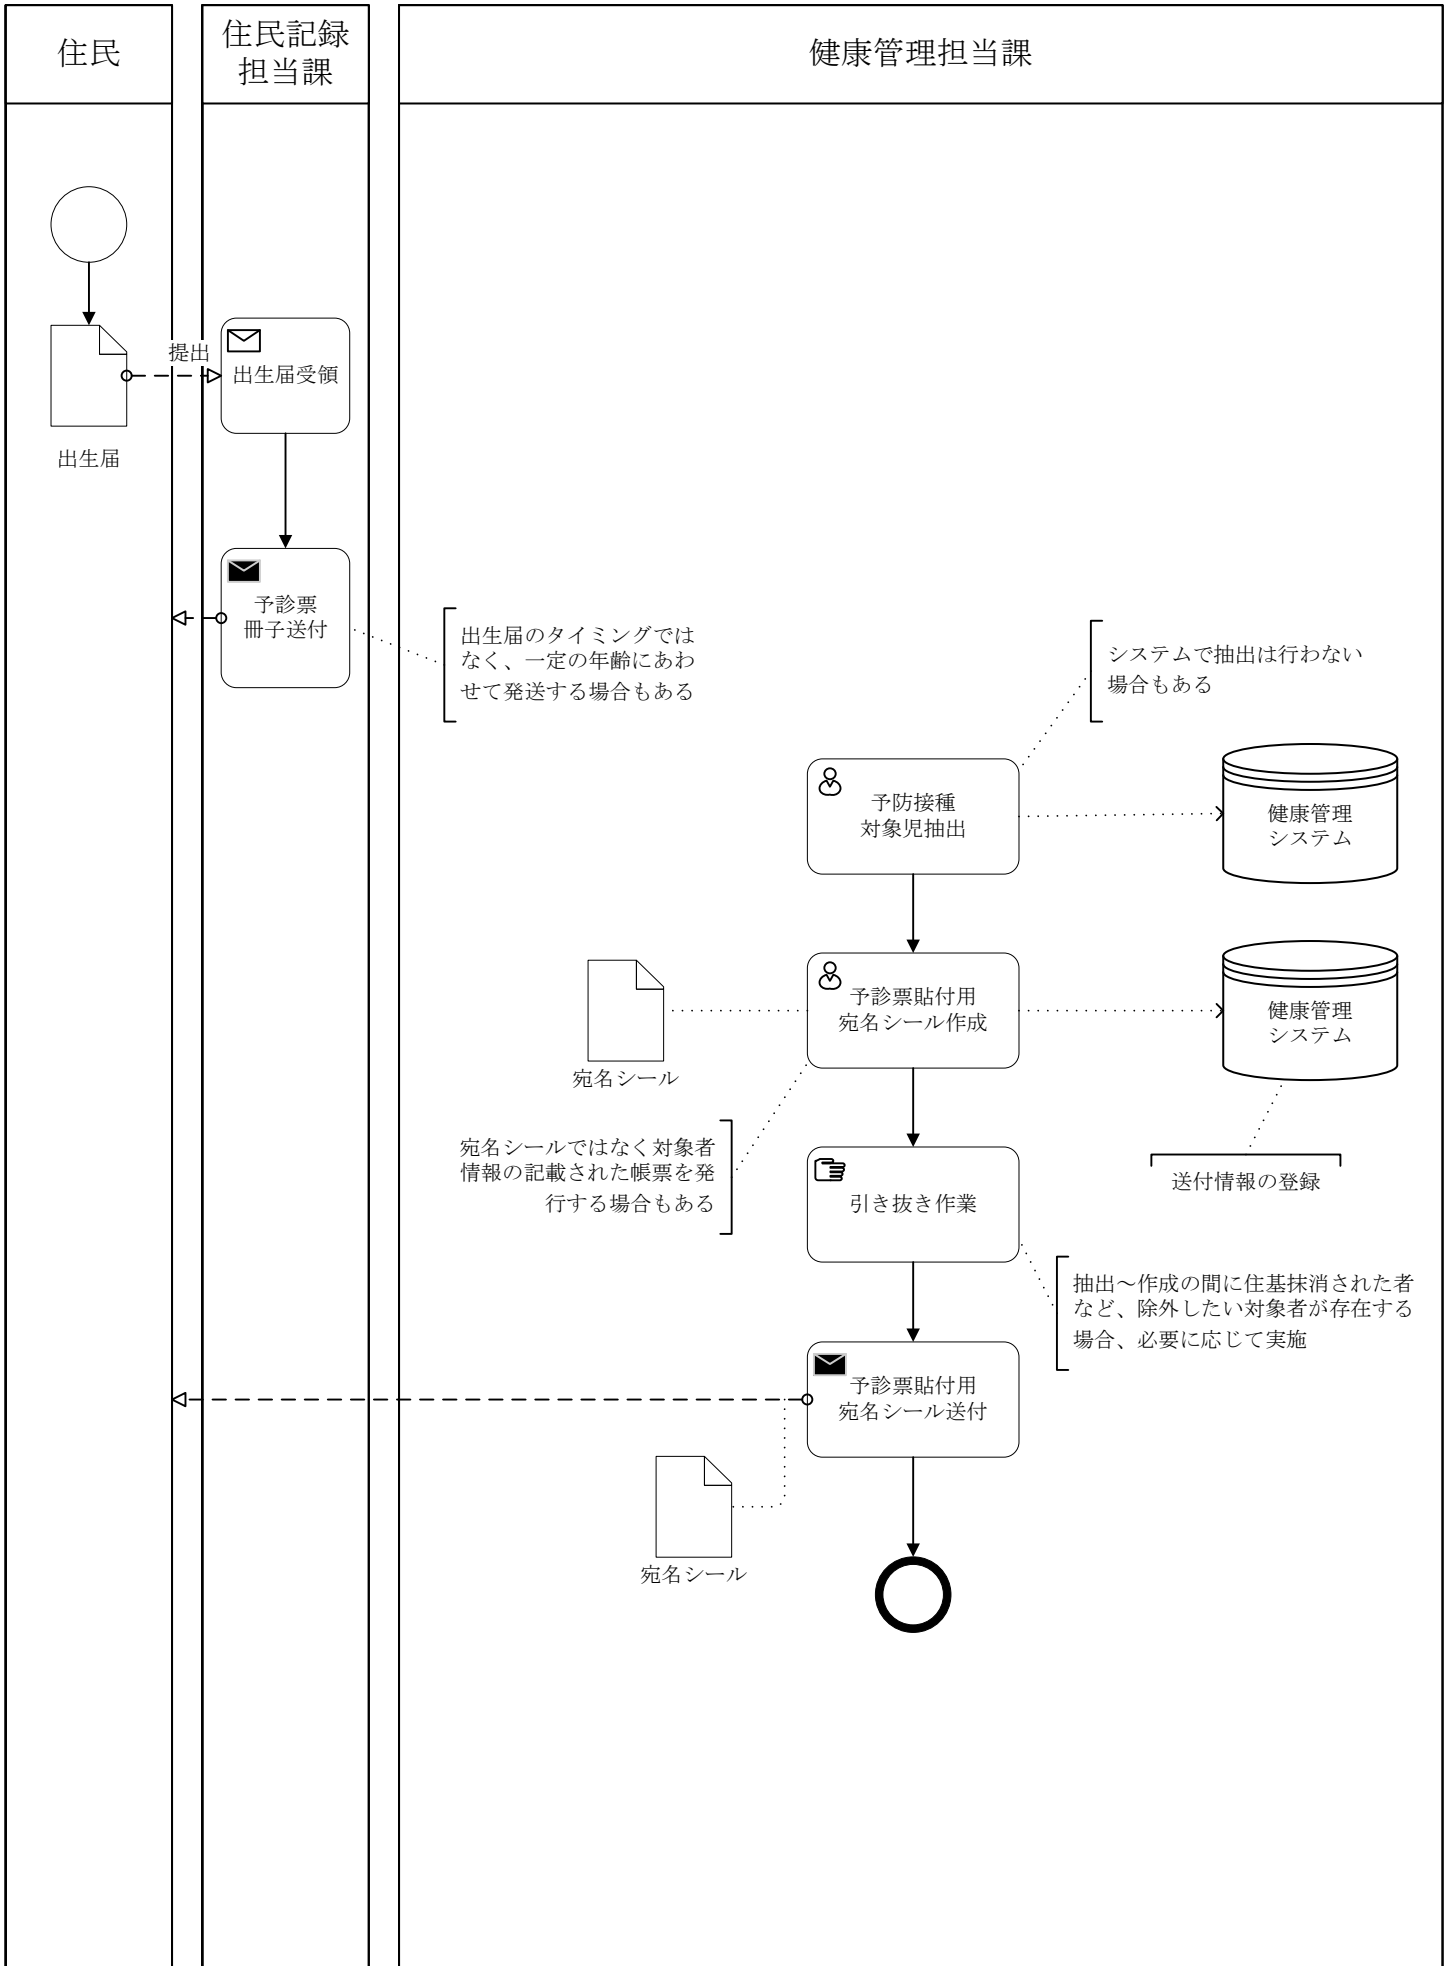 住民
住民記録
担当課
健康管理担当課
提出
出生届受領
出生届
予診票
冊子送付
出生届のタイミングでは
なく、一定の年齢にあわ
せて発送する場合もある
システムで抽出は行わない
場合もある
予防接種
対象児抽出
健康管理
システム
予診票貼付用
宛名シール作成
健康管理
システム
宛名シール
宛名シールではなく対象者
情報の記載された帳票を発
行する場合もある
引き抜き作業
送付情報の登録
抽出～作成の間に住基抹消された者
など、除外したい対象者が存在する
場合、必要に応じて実施
予診票貼付用
宛名シール送付
宛名シール